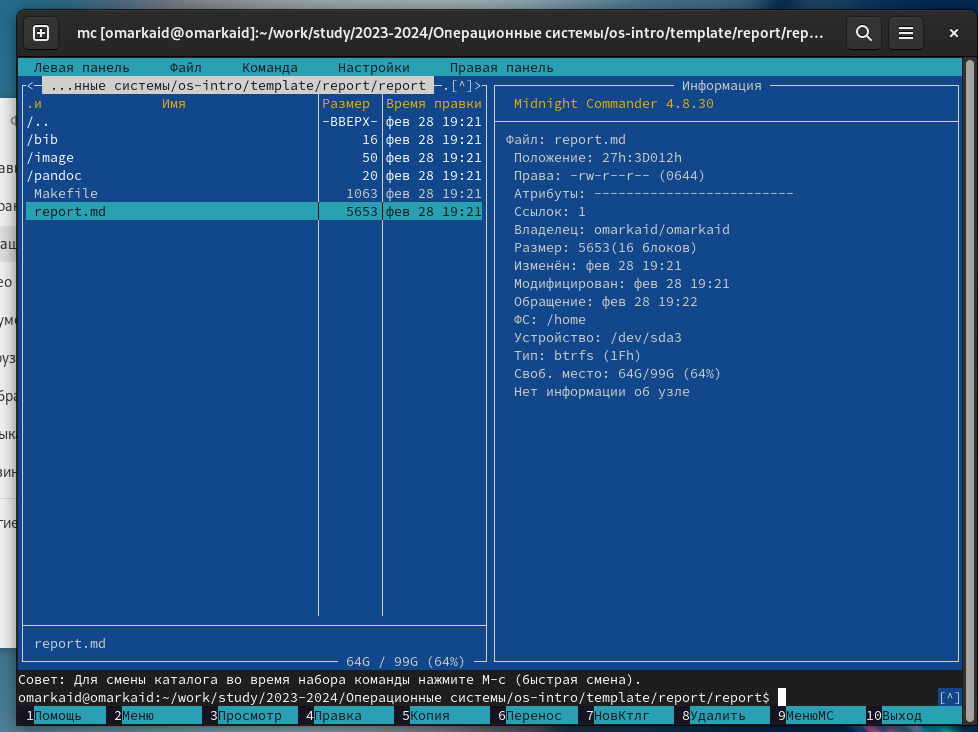 mc [omarkaid@omarkaid]:~/work/study/2023-2024/Операционные системы/os-intro/template/report/rep...
Левая панель Файл Команда Настройки Правая панель
<— ...нные системы/os-intro/template/report/report —.[^]>
.и Имя Размер Время правки
/.. -ВВЕРХ- фев 28 19:21
/bib 16 фев 28 19:21
/image 50 фев 28 19:21
/pandoc 20 фев 28 19:21
Makefile 1063 фев 28 19:21
report.md 5653 фев 28 19:21
report.md
64G / 99G (64%)
Информация
Midnight Commander 4.8.30
Файл: report.md
Положение: 27h:3D012h
Права: -rw-r--r-- (0644)
Атрибуты: -------------------------
Ссылок: 1
Владелец: omarkaid/omarkaid
Размер: 5653(16 блоков)
Изменён: фев 28 19:21
Модифицирован: фев 28 19:21
Обращение: фев 28 19:22
ФС: /home
Устройство: /dev/sda3
Тип: btrfs (1Fh)
Своб. место: 64G/99G (64%)
Нет информации об узле
Совет: Для смены каталога во время набора команды нажмите M-c (быстрая смена).
omarkaid@omarkaid:~/work/study/2023-2024/Операционные системы/os-intro/template/report/report$ [^]
1Помощь 2Меню 3Просмотр 4Правка 5Копия 6Перенос 7НовКтлг 8Удалить 9МенюМС 10Выход